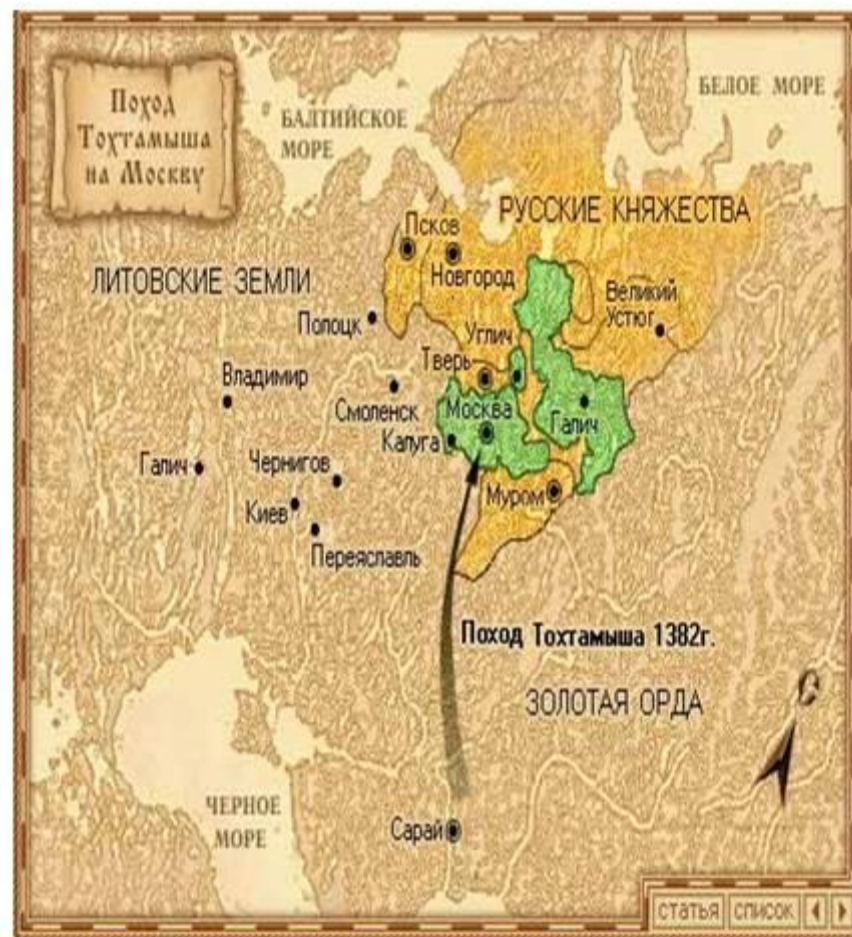 Поход
Тохтамыша
на Москву
БАЛТИЙСКОЕ
МОРЕ
БЕЛОЕ МОРЕ
РУССКИЕ КНЯЖЕСТВА
Псков
Новгород
ЛИТОВСКИЕ ЗЕМЛИ
Великий
Устюг
Полоцк
Углич
Тверь
Владимир
Смоленск
Москва
Галич
Калуга
Галич
Чернигов
Муром
Киев
Переяславль
Поход Тохтамыша 1382г.
ЗОЛОТАЯ ОРДА
С
ЧЕРНОЕ
МОРЕ
Сарай
статья список